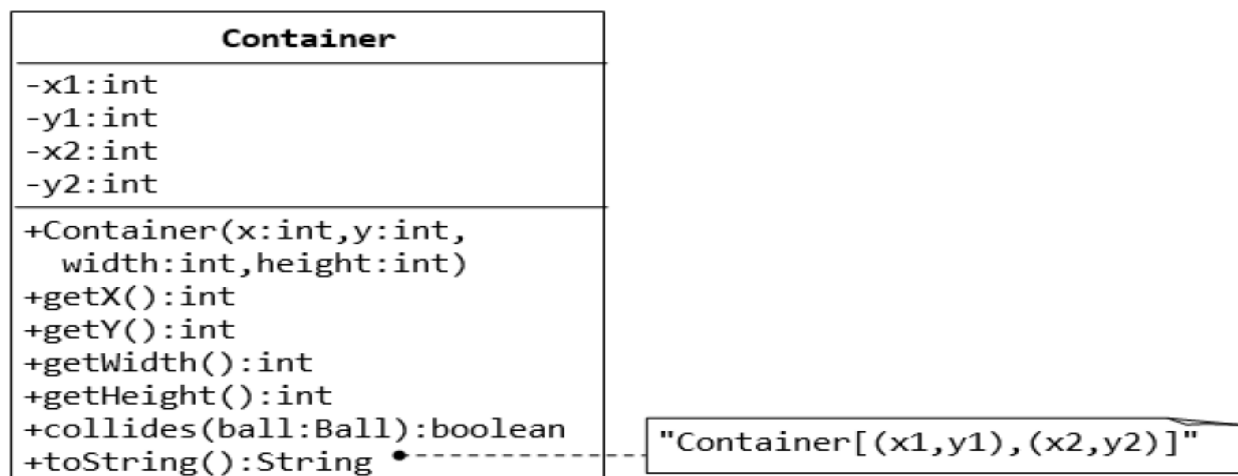 Container
-x1:int
-y1:int
-x2:int
-y2:int
+Container(x:int,y:int,
width:int,height:int)
+getX():int
+getY():int
+getWidth():int
+getHeight():int
+collides(ball:Ball):boolean
+toString():String
"Container[(x1,y1),(x2,y2)]"